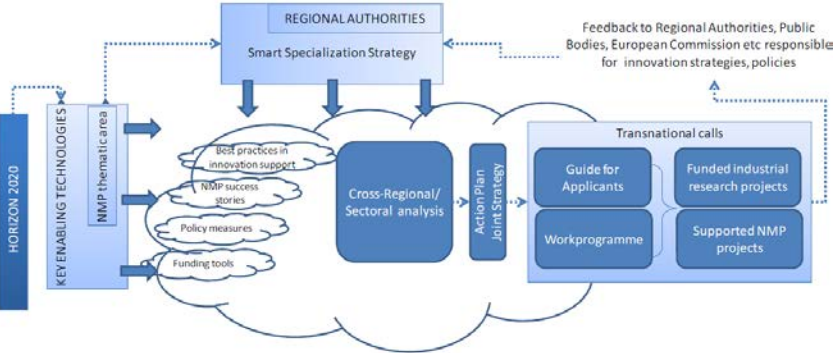 REGIONAL AUTHORITIES
Smart Specialization Strategy
Feedback to Regional Authorities, Public
Bodies, European Commission etc responsible
for innovation strategies, policies
HORIZON 2020
KEY ENABLING TECHNOLOGIES
NMP thematic area
Best practices in
innovation support
NMP success
stories
Policy measures
Funding tools
Cross-Regional/
Sectoral analysis
Action Plan
Joint Strategy
Transnational calls
Guide for
Applicants
Funded industrial
research projects
Workprogramme
Supported NMP
projects